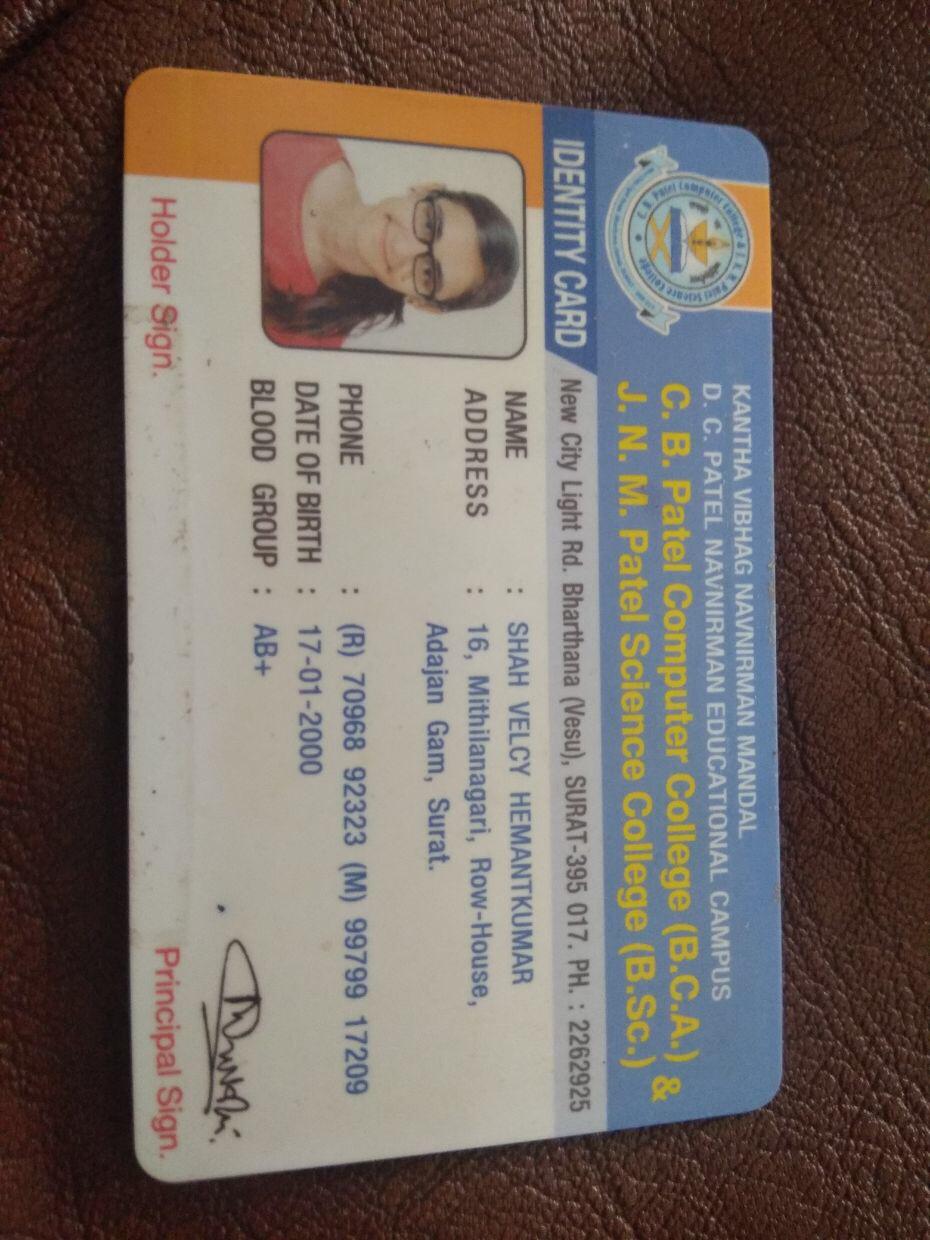 KANTHA VIBHAG NAVNIRMAN MANDAL
D. C. PATEL NAVNIRMAN EDUCATIONAL CAMPUS
C. B. Patel Computer College (B.C.A.) &
J. N. M. Patel Science College (B.Sc.)
IDENTITY CARD
New City Light Rd. Bharthana (Vesu), SURAT-395 017. PH. : 2262925
NAME : SHAH VELCY HEMANTKUMAR
ADDRESS : 16, Mithilanagari, Row-House,
Adajan Gam, Surat.
PHONE : (R) 70968 92323 (M) 99799 17209
DATE OF BIRTH : 17-01-2000
BLOOD GROUP : AB+
Holder Sign. Principal Sign.